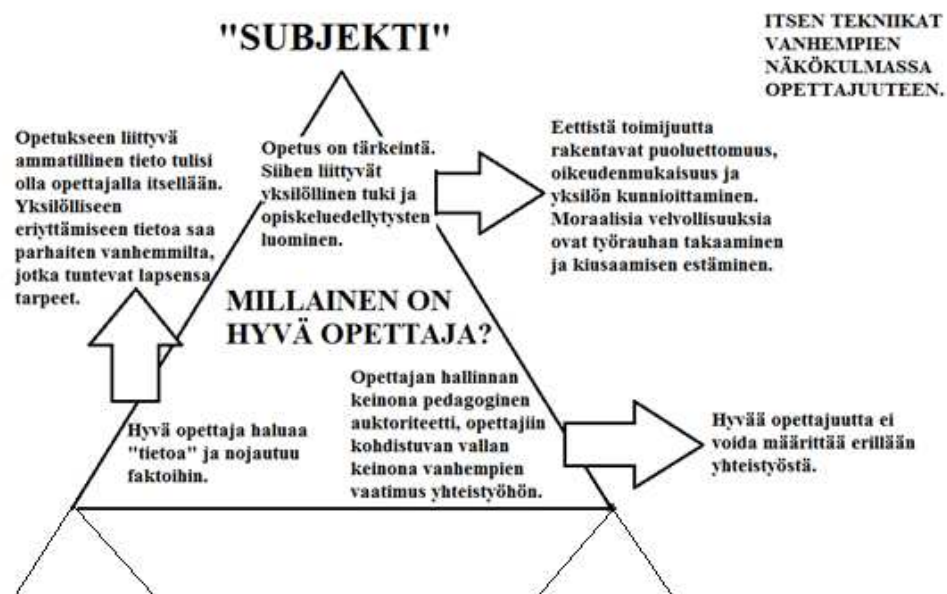 "SUBJEKTI"
ITSEN TEKNIIKAT
VANHEMPIEN
NÄKÖKULMASSA
OPETTAJUUTEEN.
Opetukseen liittyvä
ammatillinen tieto tulisi
olla opettajalla itsellään.
Yksilölliseen
eriyttämiseen tietoa saa
parhaiten vanhemmilta,
jotka tuntevat lapsensa
tarpeet.
Opetus on tärkeintä.
Siihen liittyvät
yksilöllinen tuki ja
opiskeluedellytysten
luominen.
Eettistä toimijuutta
rakentavat puoluettomuus,
oikeudenmukaisuus ja
yksilön kunnioittaminen.
Moraalisia velvollisuuksia
ovat työrauhan takaaminen
ja kiusaamisen estäminen.
MILLAINEN ON
HYVÄ OPETTAJA?
Hyvä opettaja haluaa
"tietoa" ja nojautuu
faktoihin.
Opettajan hallinnan
keinona pedagoginen
auktoriteetti, opettajiin
kohdistuvan vallan
keinona vanhempien
vaatimus yhteistyöhön.
Hyvää opettajuutta ei
voida määrittää erillään
yhteistyöstä.